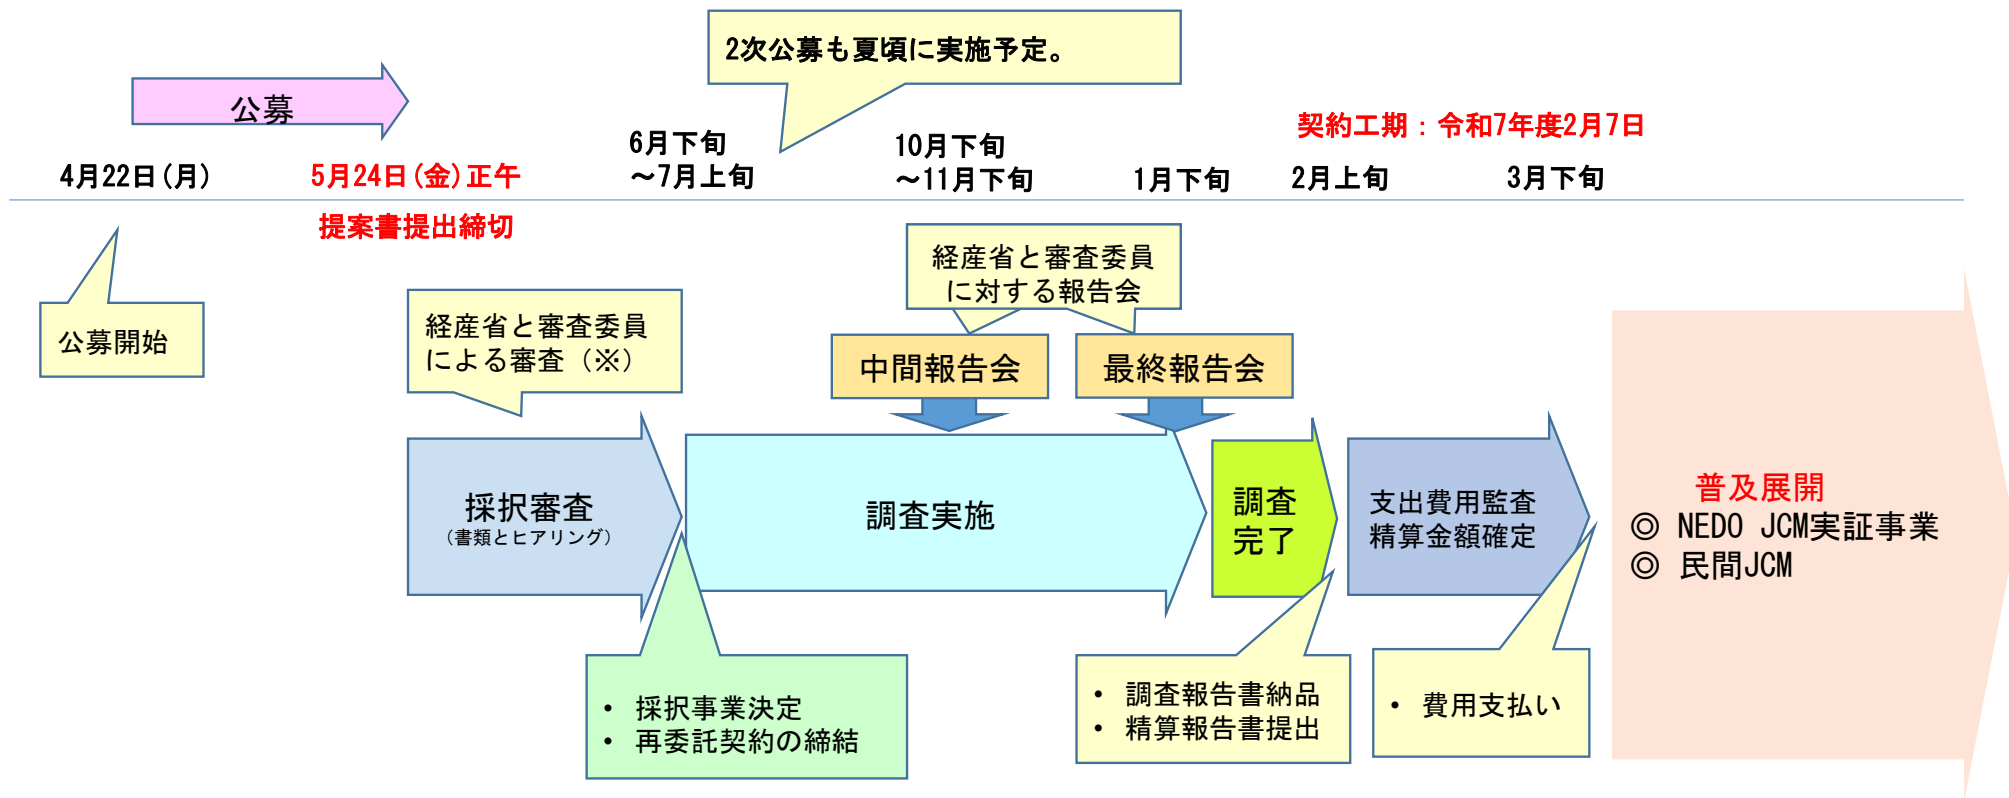 2次公募も夏頃に実施予定。
公募
契約工期：令和7年度2月7日
4月22日(月)
5月24日(金)正午
6月下旬
～7月上旬
10月下旬
～11月下旬
1月下旬
2月上旬
3月下旬
提案書提出締切
公募開始
経産省と審査委員
による審査（※）
経産省と審査委員
に対する報告会
中間報告会
最終報告会
採択審査
（書類とヒアリング）
調査実施
調査
完了
支出費用監査
精算金額確定
普及展開
◎ NEDO JCM実証事業
◎ 民間JCM
• 採択事業決定
• 再委託契約の締結
• 調査報告書納品
• 精算報告書提出
• 費用支払い